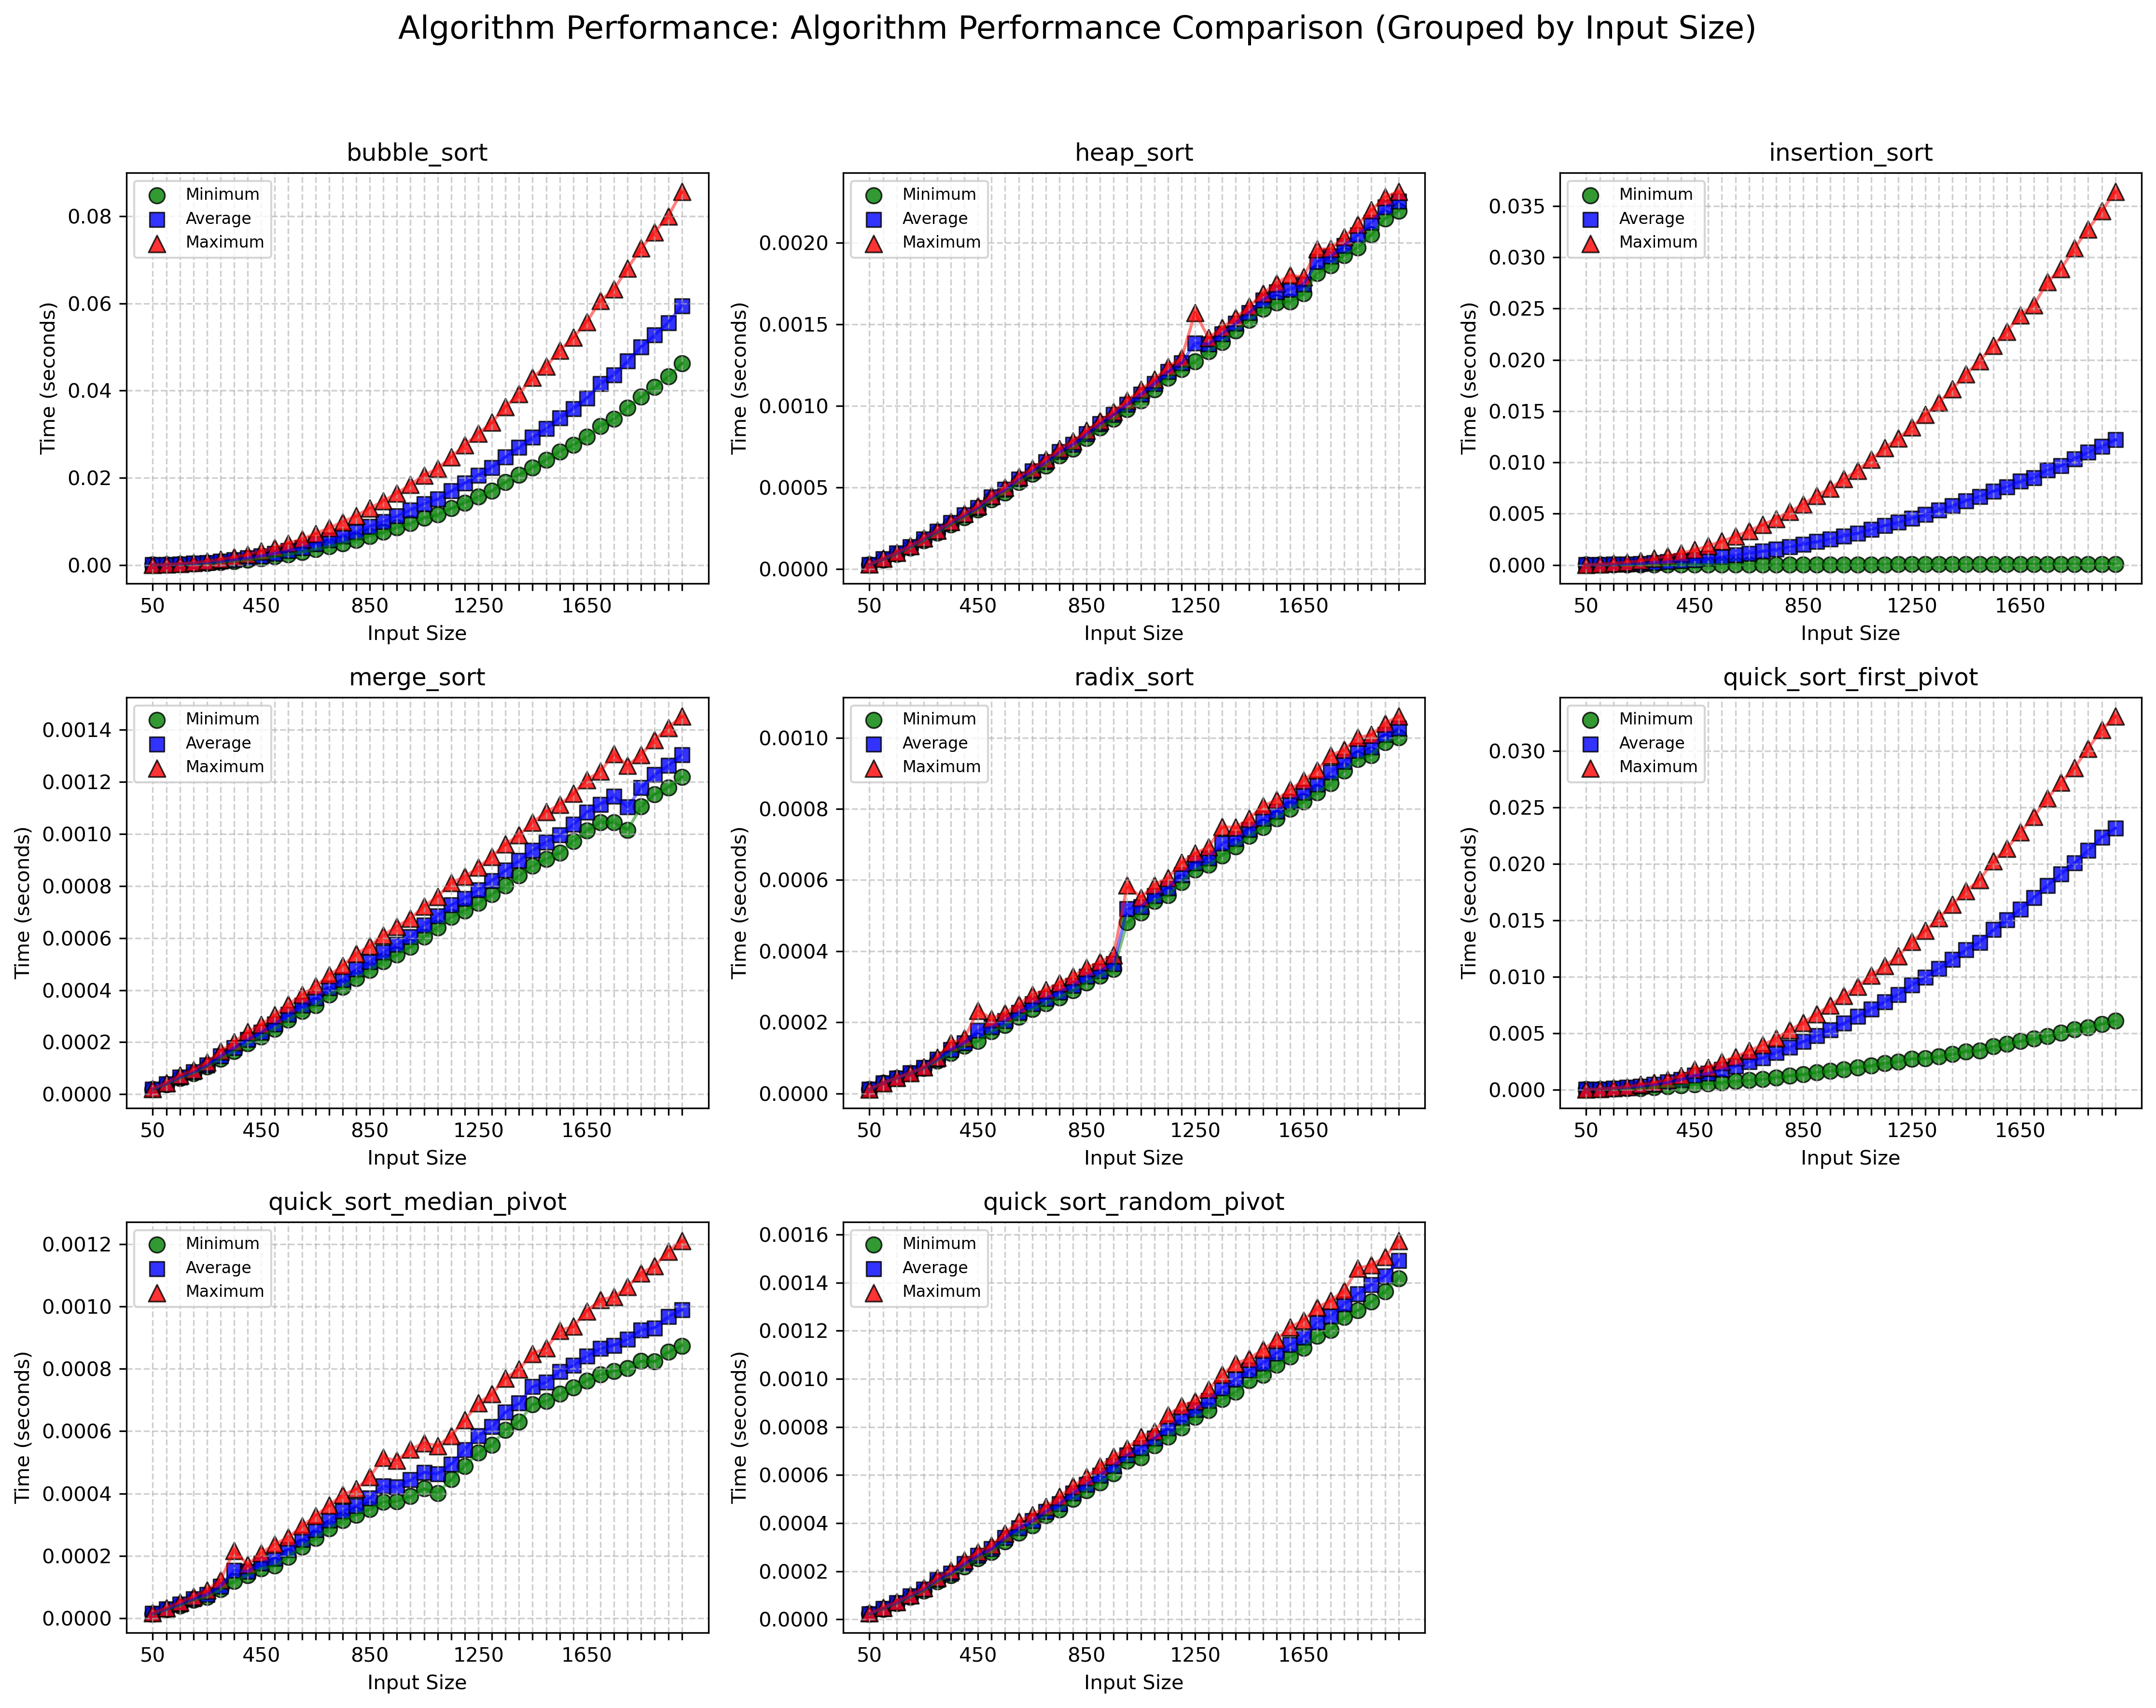 Algorithm Performance: Algorithm Performance Comparison (Grouped by Input Size)
bubble_sort
Minimum
Average
Maximum
0.08
0.06
0.04
0.02
0.00
Time (seconds)
50 450 850 1250 1650
Input Size
heap_sort
Minimum
Average
Maximum
0.0020
0.0015
0.0010
0.0005
0.0000
Time (seconds)
50 450 850 1250 1650
Input Size
insertion_sort
Minimum
Average
Maximum
0.035
0.030
0.025
0.020
0.015
0.010
0.005
0.000
Time (seconds)
50 450 850 1250 1650
Input Size
merge_sort
Minimum
Average
Maximum
0.0014
0.0012
0.0010
0.0008
0.0006
0.0004
0.0002
0.0000
Time (seconds)
50 450 850 1250 1650
Input Size
radix_sort
Minimum
Average
Maximum
0.0010
0.0008
0.0006
0.0004
0.0002
0.0000
Time (seconds)
50 450 850 1250 1650
Input Size
quick_sort_first_pivot
Minimum
Average
Maximum
0.030
0.025
0.020
0.015
0.010
0.005
0.000
Time (seconds)
50 450 850 1250 1650
Input Size
quick_sort_median_pivot
Minimum
Average
Maximum
0.0012
0.0010
0.0008
0.0006
0.0004
0.0002
0.0000
Time (seconds)
50 450 850 1250 1650
Input Size
quick_sort_random_pivot
Minimum
Average
Maximum
0.0016
0.0014
0.0012
0.0010
0.0008
0.0006
0.0004
0.0002
0.0000
Time (seconds)
50 450 850 1250 1650
Input Size